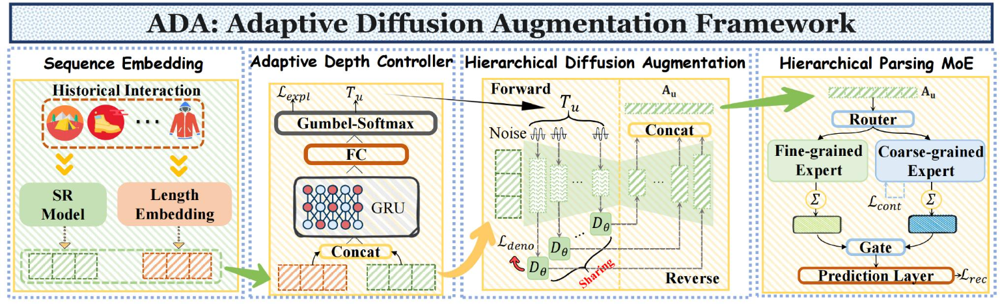 ADA: Adaptive Diffusion Augmentation Framework
Sequence Embedding
Historical Interaction
...
SR
Model
Length
Embedding
Adaptive Depth Controller
ℒexpl
Tu
Gumbel-Softmax
FC
GRU
Concat
Hierarchical Diffusion Augmentation
Forward
Tu
Noise
...
Dθ
...
Dθ
Dθ
ℒdeno
Sharing
Au
Concat
...
Reverse
Hierarchical Parsing MoE
Au
Router
Fine-grained
Expert
Coarse-grained
Expert
Σ
ℒcont
Σ
Gate
Prediction Layer
ℒrec